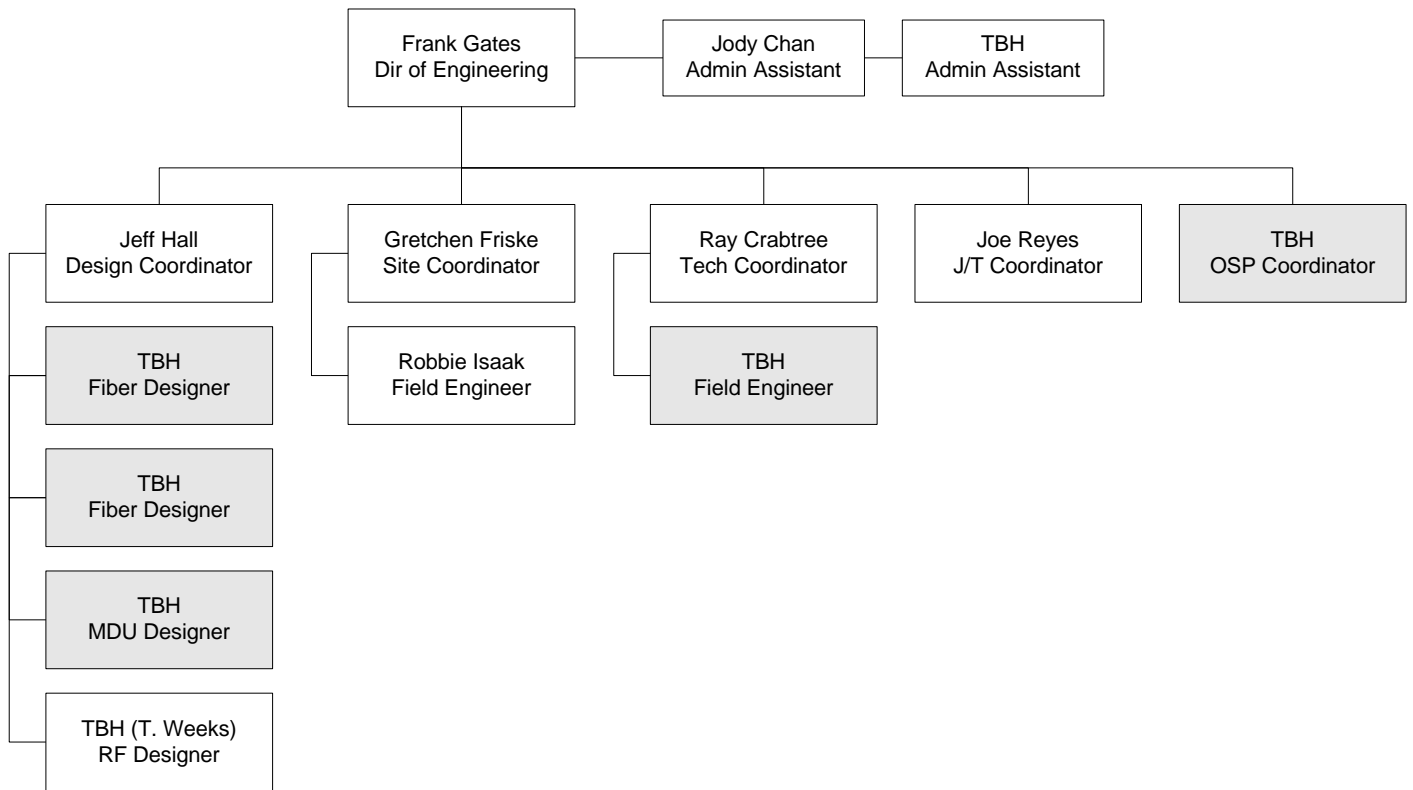 Frank Gates
Dir of Engineering
Jody Chan
Admin Assistant
TBH
Admin Assistant
Jeff Hall
Design Coordinator
Gretchen Friske
Site Coordinator
Ray Crabtree
Tech Coordinator
Joe Reyes
J/T Coordinator
TBH
OSP Coordinator
TBH
Fiber Designer
Robbie Isaak
Field Engineer
TBH
Field Engineer
TBH
Fiber Designer
TBH
MDU Designer
TBH (T. Weeks)
RF Designer